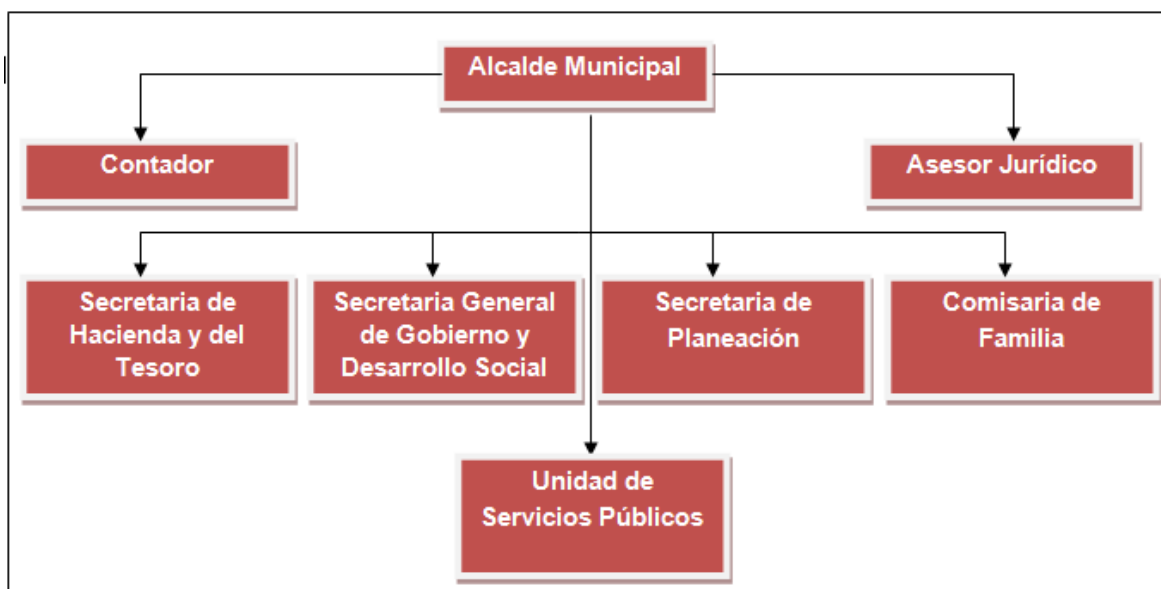 Alcalde Municipal
Contador
Asesor Jurídico
Secretaria de
Hacienda y del
Tesoro
Secretaria General
de Gobierno y
Desarrollo Social
Secretaria de
Planeación
Comisaria de
Familia
Unidad de
Servicios Públicos